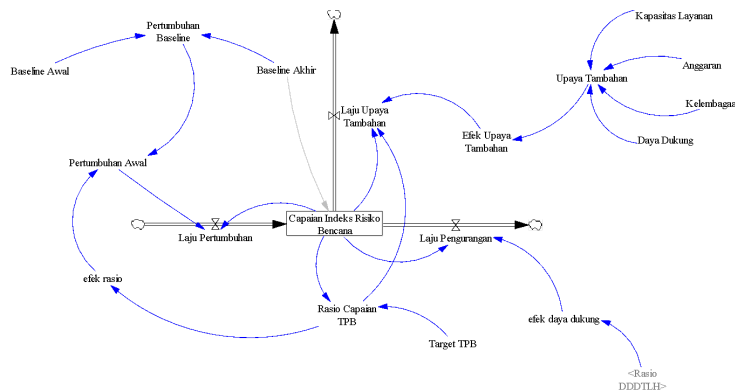 Kapasitas Layanan
Pertumbuhan
Baseline
Anggaran
Baseline Awal
Baseline Akhir
Upaya Tambahan
Kelembagaa
Laju Upaya
Tambahan
Efek Upaya
Tambahan
Daya Dukung
Pertumbuhan Awal
Capaian Indeks Risiko
Bencana
Laju Pertumbuhan
Laju Pengurangan
efek rasio
Rasio Capaian
TPB
efek daya dukung
Target TPB
<Rasio
DDDTLH>